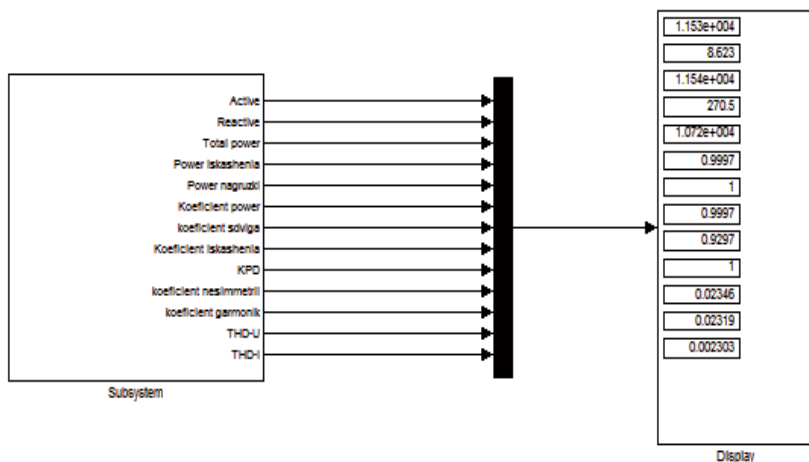 Active
Reactive
Total power
Power iskashenia
Power nagruzki
Koeficient power
koeficient sdviga
Koeficient iskashenia
KPD
koeficient nesimmetrii
koeficient garmonik
THD-U
THD-I
Subsystem
1.153e+004
8.623
1.154e+004
270.5
1.072e+004
0.9997
1
0.9997
0.9297
1
0.02346
0.02319
0.002303
Display